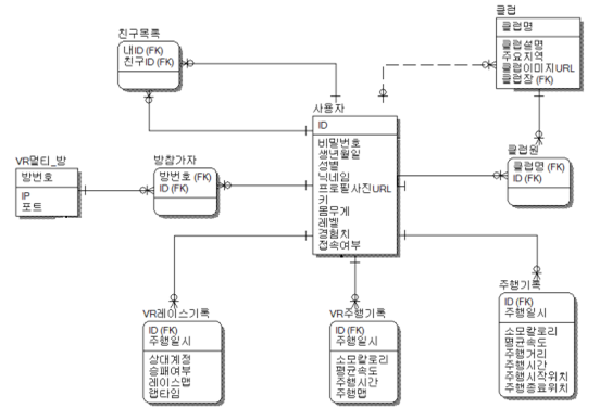 클럽
클럽명
클럽설명
주요지역
클럽이미지URL
클럽장 (FK)
친구목록
내ID (FK)
친구ID (FK)
사용자
ID
비밀번호
생년월일
성별
닉네임
프로필사진URL
키
몸무게
레벨
경험치
접속여부
클럽원
클럽명 (FK)
ID (FK)
VR멀티_방
방번호
IP
포트
방참가자
방번호 (FK)
ID (FK)
VR레이스기록
ID (FK)
주행일시
상대계정
승패여부
레이스맵
랩타임
VR주행기록
ID (FK)
주행일시
소모칼로리
평균속도
주행시간
주행맵
주행기록
ID (FK)
주행일시
소모칼로리
평균속도
주행거리
주행시간
주행시작위치
주행종료위치